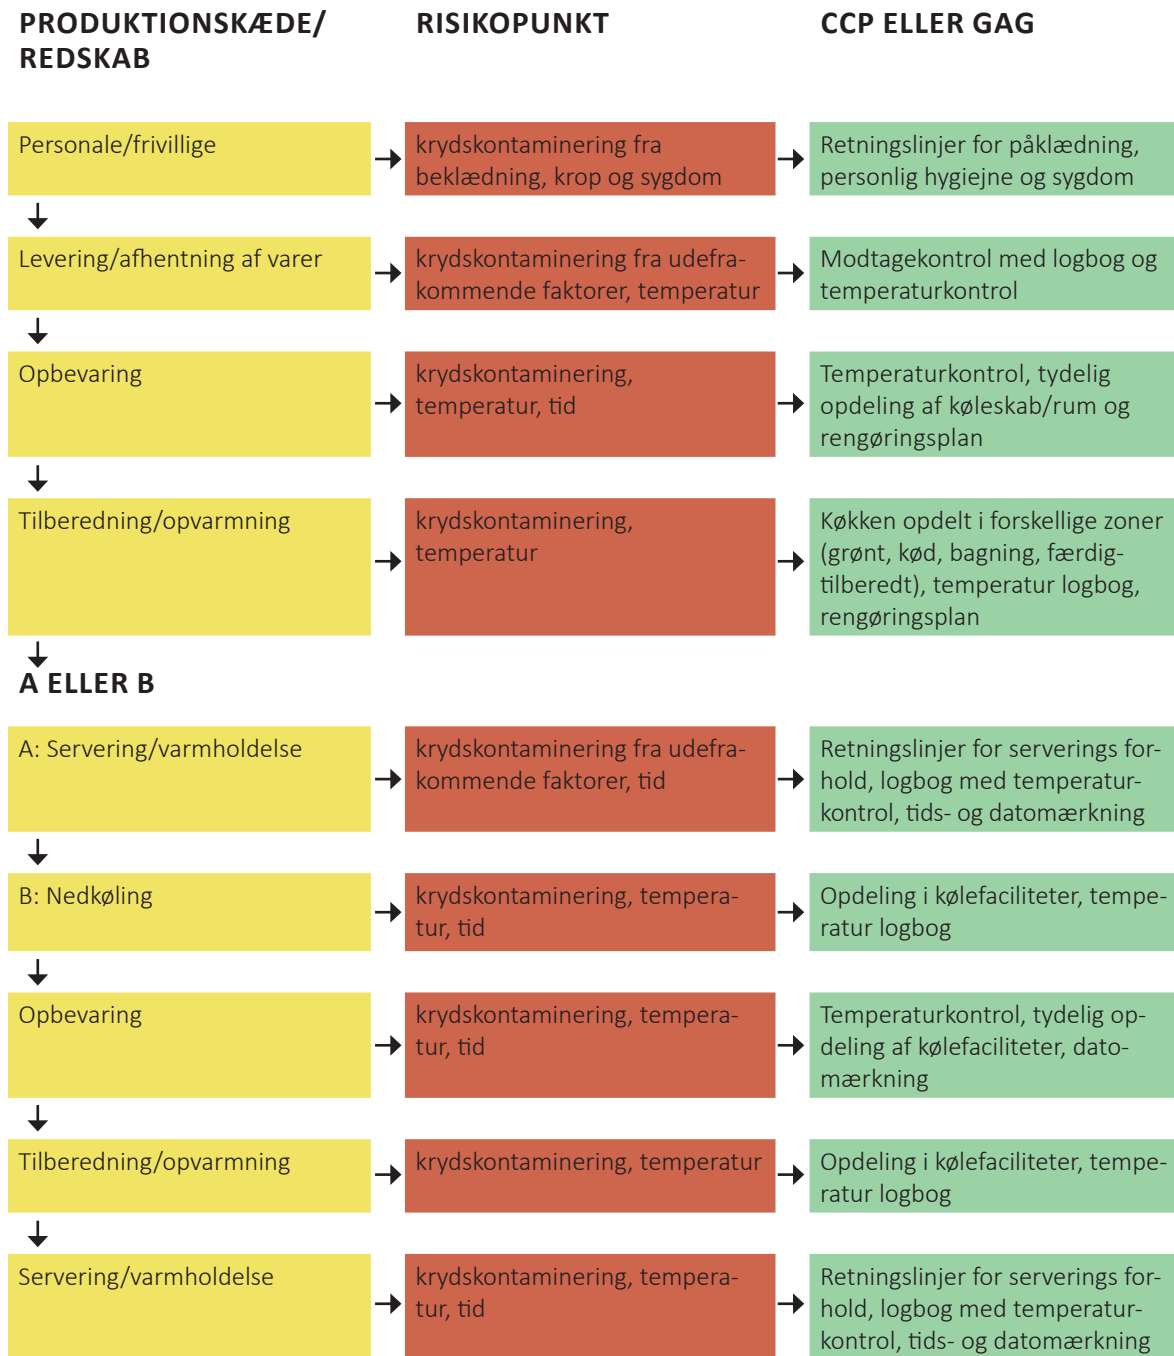 PRODUKTIONSKÆDE/
REDSKAB
RISIKOPUNKT
CCP ELLER GAG
Personale/frivillige
krydskontaminering fra
beklædning, krop og sygdom
Retningslinjer for påklædning,
personlig hygiejne og sygdom
Levering/afhentning af varer
krydskontaminering fra udefra-
kommende faktorer, temperatur
Modtagekontrol med logbog og
temperaturkontrol
Opbevaring
krydskontaminering,
temperatur, tid
Temperaturkontrol, tydelig
opdeling af køleskab/rum og
rengøringsplan
Tilberedning/opvarmning
krydskontaminering,
temperatur
Køkken opdelt i forskellige zoner
(grønt, kød, bagning, færdig-
tilberedt), temperatur logbog,
rengøringsplan
A ELLER B
A: Servering/varmholdelse
krydskontaminering fra udefra-
kommende faktorer, tid
Retningslinjer for serverings for-
hold, logbog med temperatur-
kontrol, tids- og datomærkning
B: Nedkøling
krydskontaminering, tempera-
tur, tid
Opdeling i kølefaciliteter, tempe-
ratur logbog
Opbevaring
krydskontaminering, tempera-
tur, tid
Temperaturkontrol, tydelig op-
deling af kølefaciliteter, dato-
mærkning
Tilberedning/opvarmning
krydskontaminering, temperatur
Opdeling i kølefaciliteter, tempe-
ratur logbog
Servering/varmholdelse
krydskontaminering, tempera-
tur, tid
Retningslinjer for serverings for-
hold, logbog med temperatur-
kontrol, tids- og datomærkning